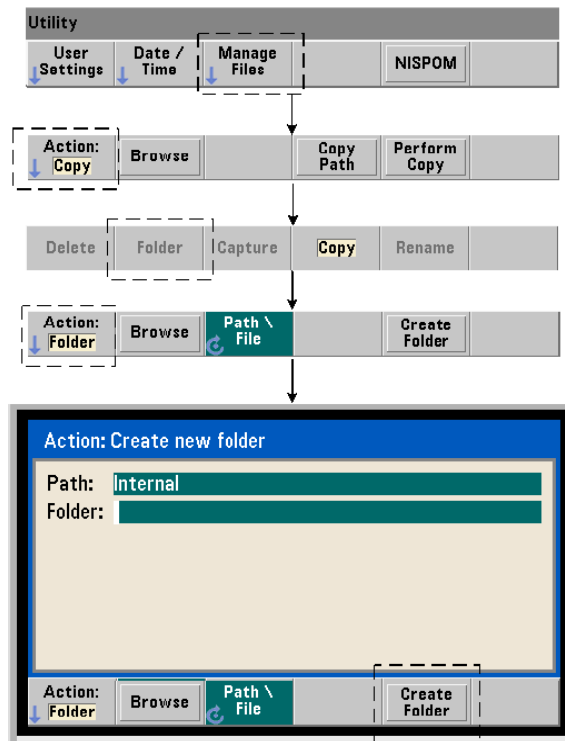 Utility
User Settings
Date / Time
Manage Files
NISPOM
Action: Copy
Browse
Copy Path
Perform Copy
Delete
Folder
Capture
Copy
Rename
Action: Folder
Browse
Path \ File
Create Folder
Action: Create new folder
Path: Internal
Folder:
Action: Folder
Browse
Path \ File
Create Folder